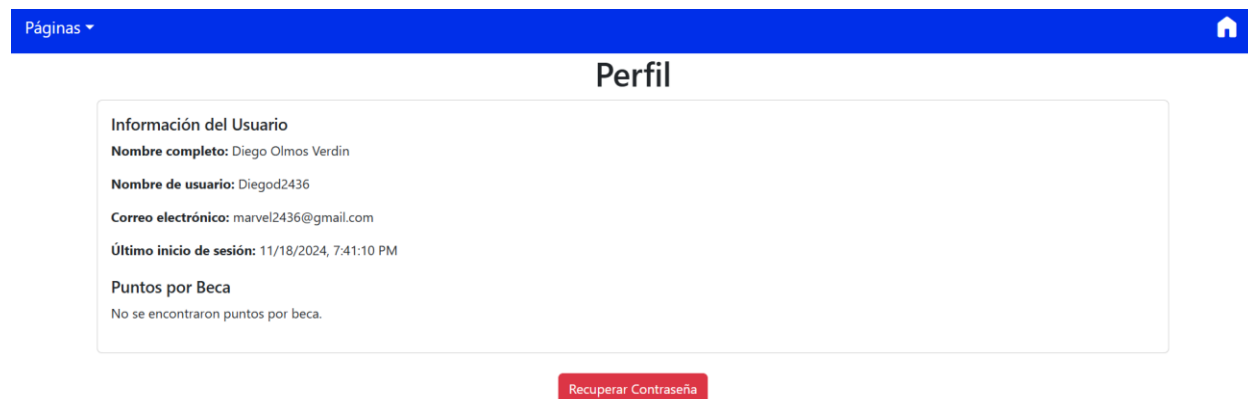 Páginas
Perfil
Información del Usuario
Nombre completo: Diego Olmos Verdin
Nombre de usuario: Diegod2436
Correo electrónico: marvel2436@gmail.com
Último inicio de sesión: 11/18/2024, 7:41:10 PM
Puntos por Beca
No se encontraron puntos por beca.
Recuperar Contraseña